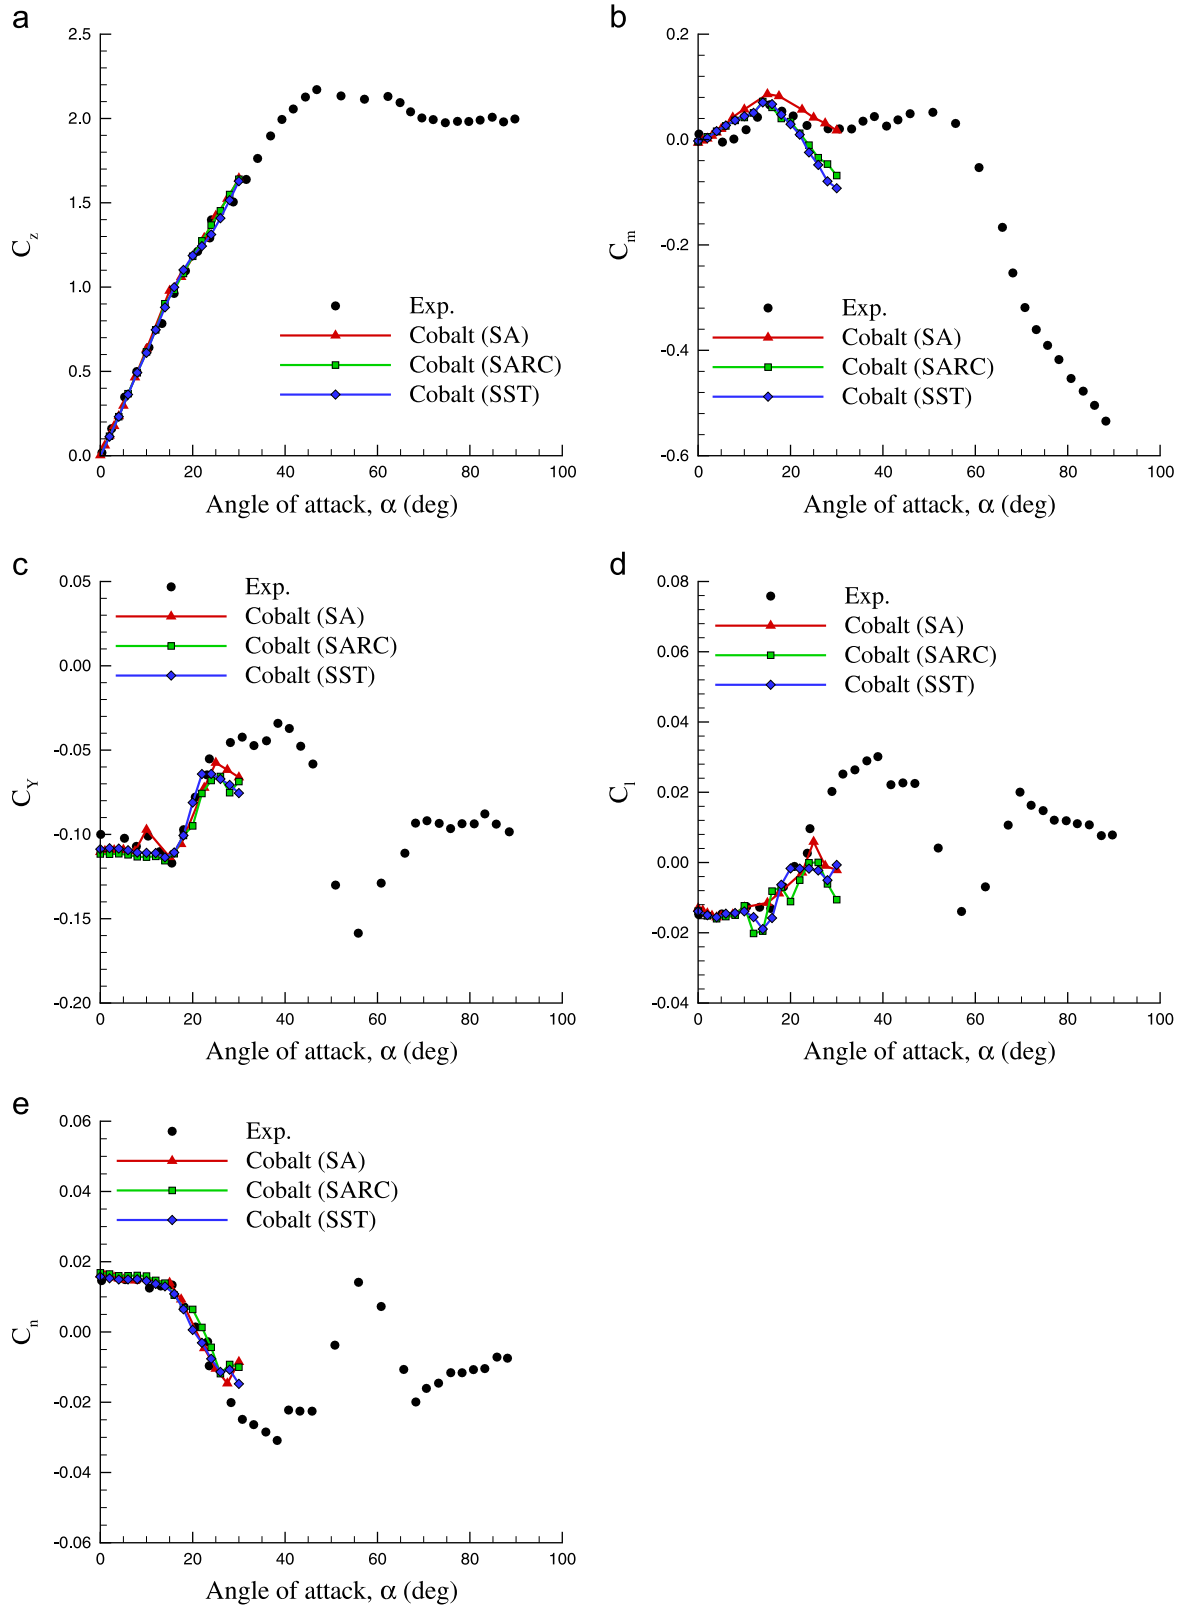 a
2.5
2.0
1.5
1.0
0.5
0.0
C_z
Exp.
Cobalt (SA)
Cobalt (SARC)
Cobalt (SST)
0 20 40 60 80 100
Angle of attack, α (deg)
b
0.2
0.0
-0.2
-0.4
-0.6
C_m
Exp.
Cobalt (SA)
Cobalt (SARC)
Cobalt (SST)
0 20 40 60 80 100
Angle of attack, α (deg)
c
0.05
0.00
-0.05
-0.10
-0.15
-0.20
C_Y
Exp.
Cobalt (SA)
Cobalt (SARC)
Cobalt (SST)
0 20 40 60 80 100
Angle of attack, α (deg)
d
0.08
0.06
0.04
0.02
0.00
-0.02
-0.04
C_l
Exp.
Cobalt (SA)
Cobalt (SARC)
Cobalt (SST)
0 20 40 60 80 100
Angle of attack, α (deg)
e
0.06
0.04
0.02
0.00
-0.02
-0.04
-0.06
C_n
Exp.
Cobalt (SA)
Cobalt (SARC)
Cobalt (SST)
0 20 40 60 80 100
Angle of attack, α (deg)